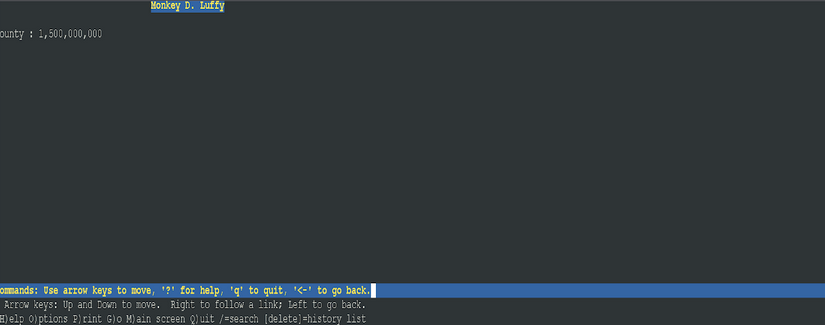 Monkey D. Luffy
ounty : 1,500,000,000
ommands: Use arrow keys to move, '?' for help, 'q' to quit, '<-' to go back.
Arrow keys: Up and Down to move.  Right to follow a link; Left to go back.
H)elp O)ptions P)rint G)o M)ain screen Q)uit /=search [delete]=history list